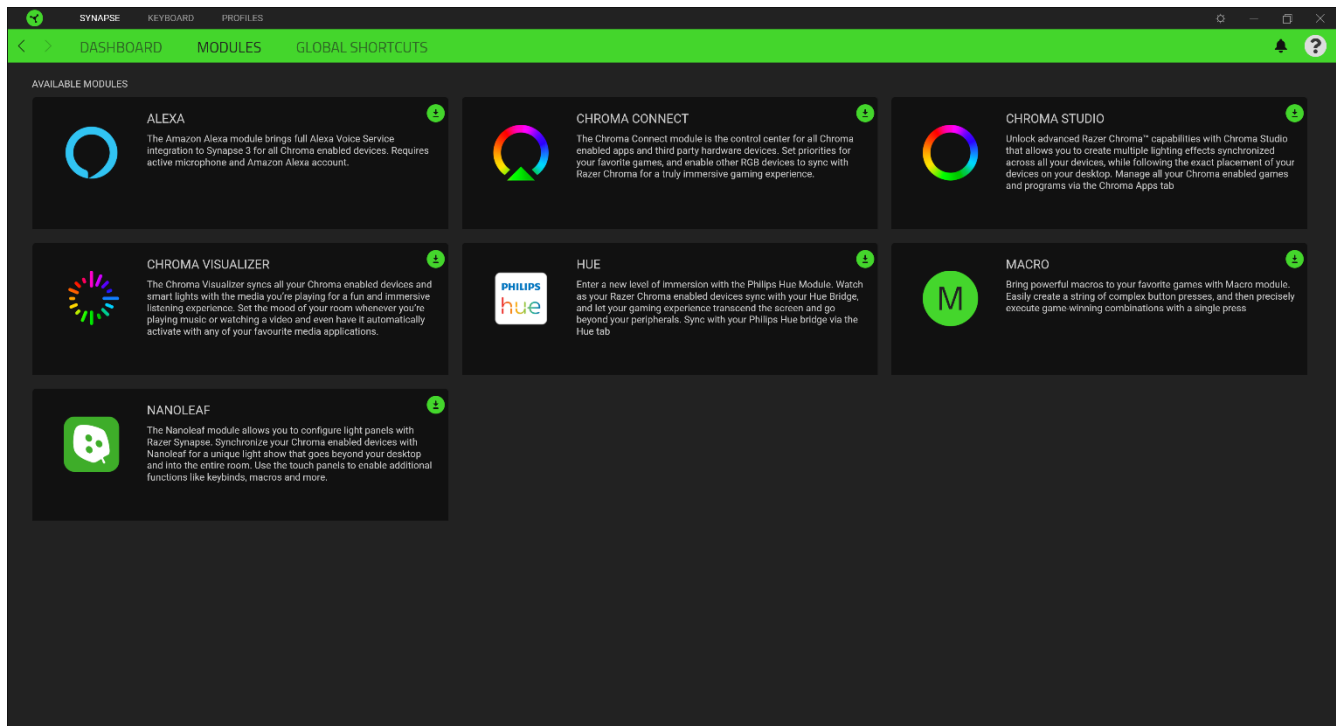 SYNAPSE KEYBOARD PROFILES
DASHBOARD MODULES GLOBAL SHORTCUTS ?
AVAILABLE MODULES
ALEXA
The Amazon Alexa module brings full Alexa Voice Service
integration to Synapse 3 for all Chroma enabled devices. Requires
active microphone and Amazon Alexa account.
CHROMA CONNECT
The Chroma Connect module is the control center for all Chroma
enabled apps and third party hardware devices. Set priorities for
your favorite games, and enable other RGB devices to sync with
Razer Chroma for a truly immersive gaming experience.
CHROMA STUDIO
Unlock advanced Razer Chroma™ capabilities with Chroma Studio
that allows you to create multiple lighting effects synchronized
across all your devices, while following the exact placement of your
devices on your desktop. Manage all your Chroma enabled games
and programs via the Chroma Apps tab
CHROMA VISUALIZER
The Chroma Visualizer syncs all your Chroma enabled devices and
smart lights with the media you're playing for a fun and immersive
listening experience. Set the mood of your room whenever you're
playing music or watching a video and even have it automatically
activate with any of your favourite media applications.
PHILIPS
hue
HUE
Enter a new level of immersion with the Philips Hue Module. Watch
as your Razer Chroma enabled devices sync with your Hue Bridge,
and let your gaming experience transcend the screen and go
beyond your peripherals. Sync with your Philips Hue bridge via the
Hue tab
M
MACRO
Bring powerful macros to your favorite games with Macro module.
Easily create a string of complex button presses, and then precisely
execute game-winning combinations with a single press
NANOLEAF
The Nanoleaf module allows you to configure light panels with
Razer Synapse. Synchronize your Chroma enabled devices with
Nanoleaf for a unique light show that goes beyond your desktop
and into the entire room. Use the touch panels to enable additional
functions like keybinds, macros and more.